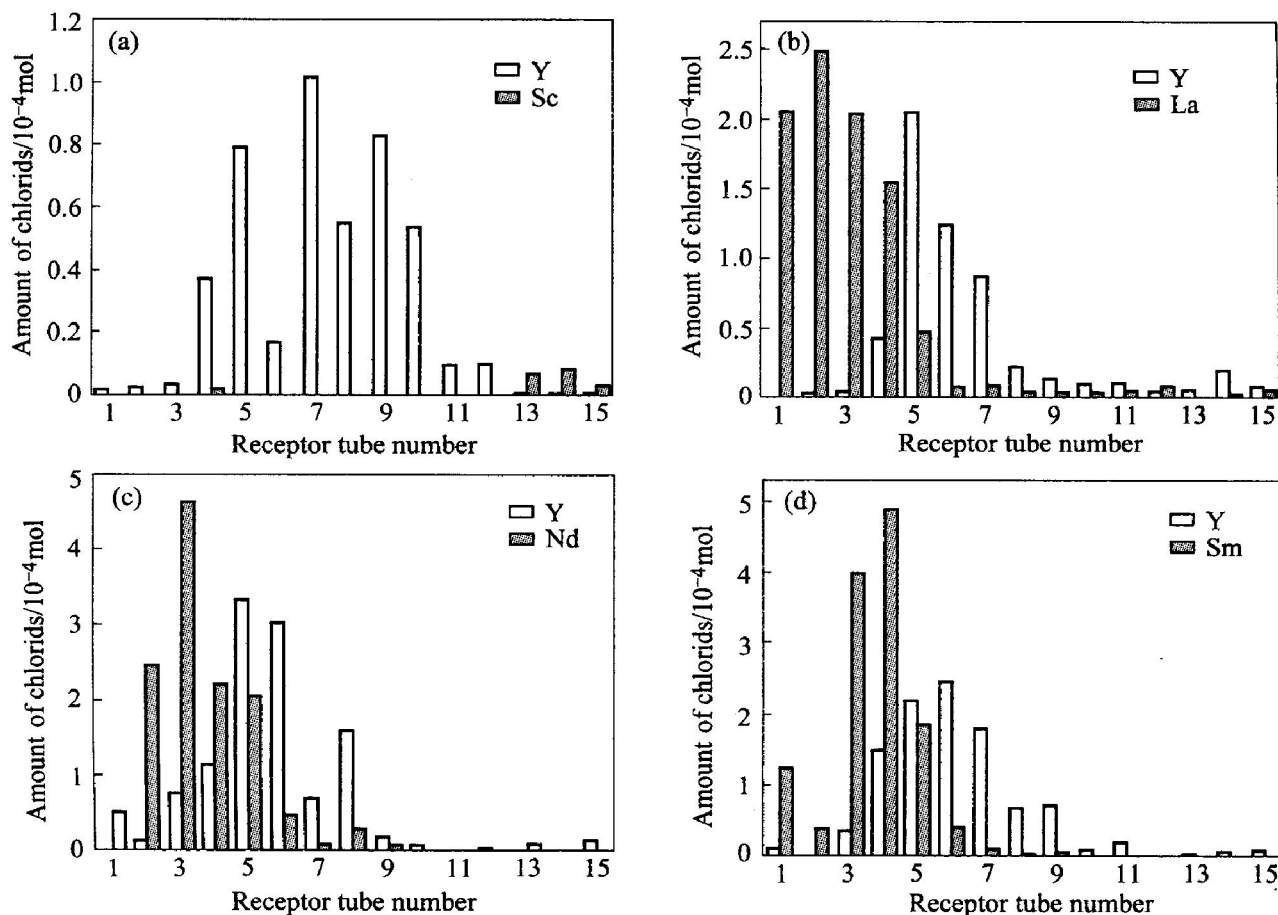 (a)
Y
Sc
Amount of chlorids/10⁻⁴mol
1.2
1.0
0.8
0.6
0.4
0.2
0
1 3 5 7 9 11 13 15
Receptor tube number
(b)
Y
La
Amount of chlorids/10⁻⁴mol
2.5
2.0
1.5
1.0
0.5
0
1 3 5 7 9 11 13 15
Receptor tube number
(c)
Y
Nd
Amount of chlorids/10⁻⁴mol
5
4
3
2
1
0
1 3 5 7 9 11 13 15
Receptor tube number
(d)
Y
Sm
Amount of chlorids/10⁻⁴mol
5
4
3
2
1
0
1 3 5 7 9 11 13 15
Receptor tube number